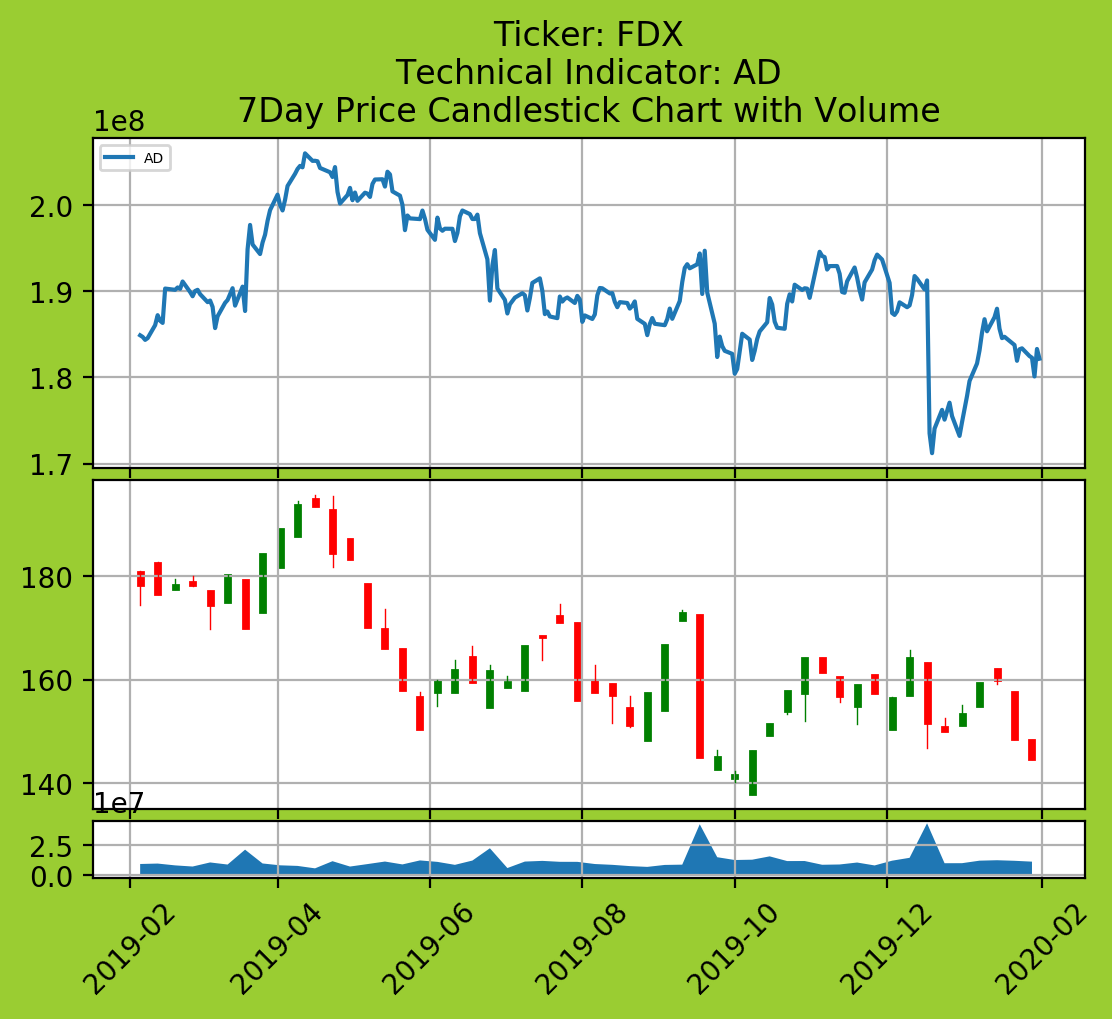 Ticker: FDX
Technical Indicator: AD
7Day Price Candlestick Chart with Volume
1e8
AD
2.0
1.9
1.8
1.7
180
160
140
1e7
2.5
0.0
2019-02
2019-04
2019-06
2019-08
2019-10
2019-12
2020-02